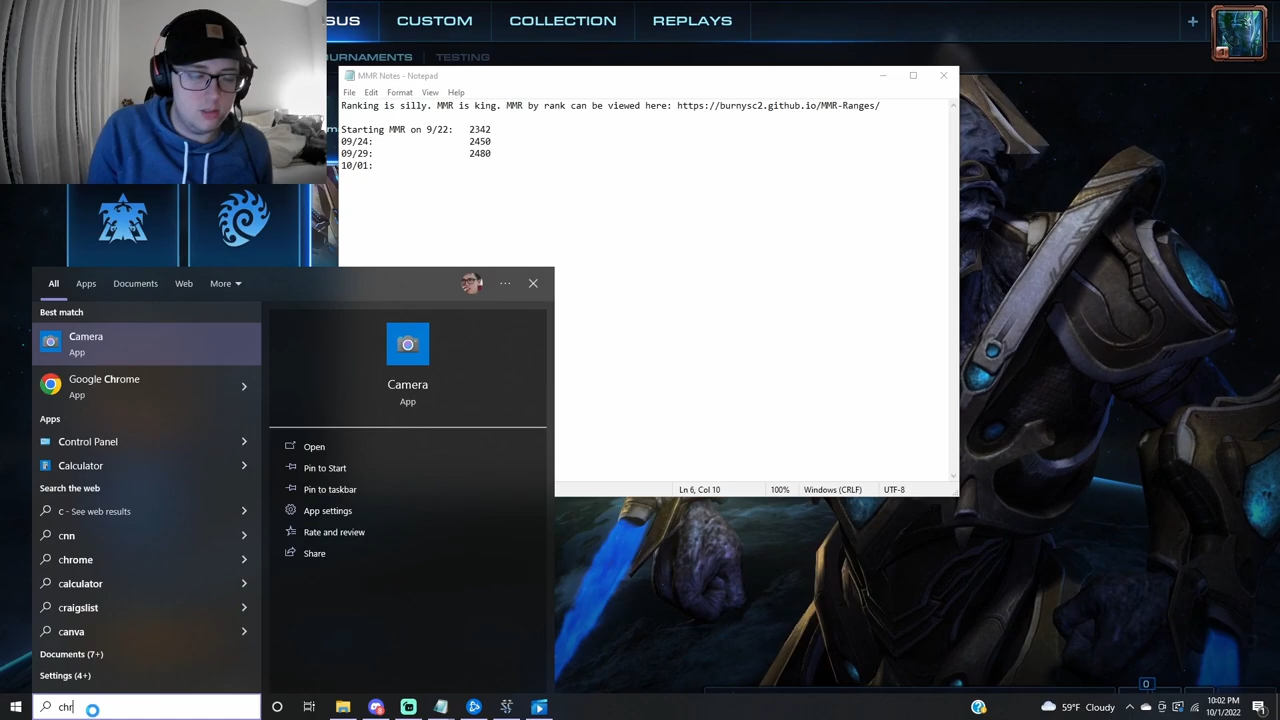 SUS
CUSTOM
COLLECTION
REPLAYS
+
TOURNAMENTS
TESTING
MMR Notes - Notepad
File Edit Format View Help
Ranking is silly. MMR is king. MMR by rank can be viewed here: https://burnysc2.github.io/MMR-Ranges/
Starting MMR on 9/22: 2342
09/24: 2450
09/29: 2480
10/01:
All Apps Documents Web More
Best match
Camera
App
Google Chrome
App
Apps
Control Panel
Calculator
Search the web
c - See web results
cnn
chrome
calculator
craigslist
canva
Documents (7+)
Settings (4+)
chr
Camera
App
Open
Pin to Start
Pin to taskbar
App settings
Rate and review
Share
Ln 6, Col 10 100% Windows (CRLF) UTF-8
0
59°F Cloudy
10:02 PM
10/1/2022
1